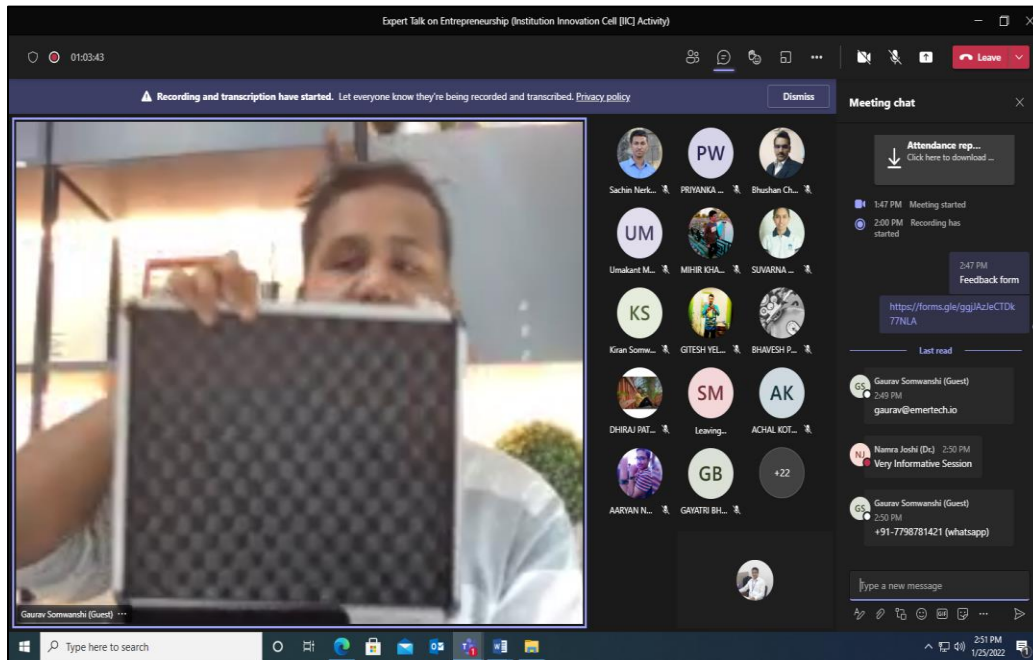 Expert Talk on Entrepreneurship (Institution Innovation Cell [IIC] Activity)
01:03:43
Leave
Recording and transcription have started. Let everyone know they're being recorded and transcribed. Privacy policy
Dismiss
Gaurav Somwanshi (Guest)
Sachin Nerk...
PW
PRIYANKA ...
Bhushan Ch...
UM
Umakant M...
MIHIR KHA...
SUVARNA ...
KS
Kiran Somw...
GITESH YEL...
BHAVESH P...
DHIRAJ PAT...
SM
Leaving...
AK
ACHAL KOT...
AARYAN N...
GB
GAYATRI BH...
+22
Meeting chat
Attendance rep...
Click here to download ...
1:47 PM Meeting started
2:00 PM Recording has
started
2:47 PM
Feedback form
https://forms.gle/ggjJAzJeCTDk
77NLA
Last read
GS
Gaurav Somwanshi (Guest)
2:49 PM
gaurav@emertech.io
NJ
Namra Joshi (Dr.) 2:50 PM
Very Informative Session
GS
Gaurav Somwanshi (Guest)
2:50 PM
+91-7798781421 (whatsapp)
Type a new message
GIF
Type here to search
2:51 PM
1/25/2022